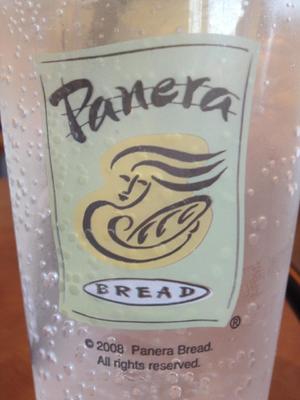 Panera
BREAD
®
© 2008 Panera Bread.
All rights reserved.